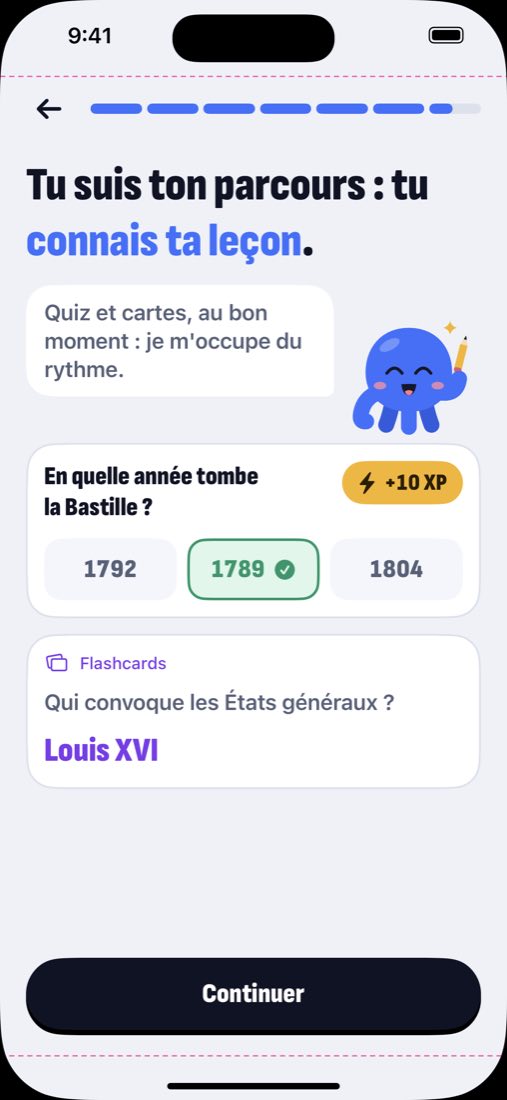 9:41
Tu suis ton parcours : tu
connais ta leçon.
Quiz et cartes, au bon
moment : je m'occupe du
rythme.
En quelle année tombe
la Bastille ?
+10 XP
1792
1789
1804
Flashcards
Qui convoque les États généraux ?
Louis XVI
Continuer